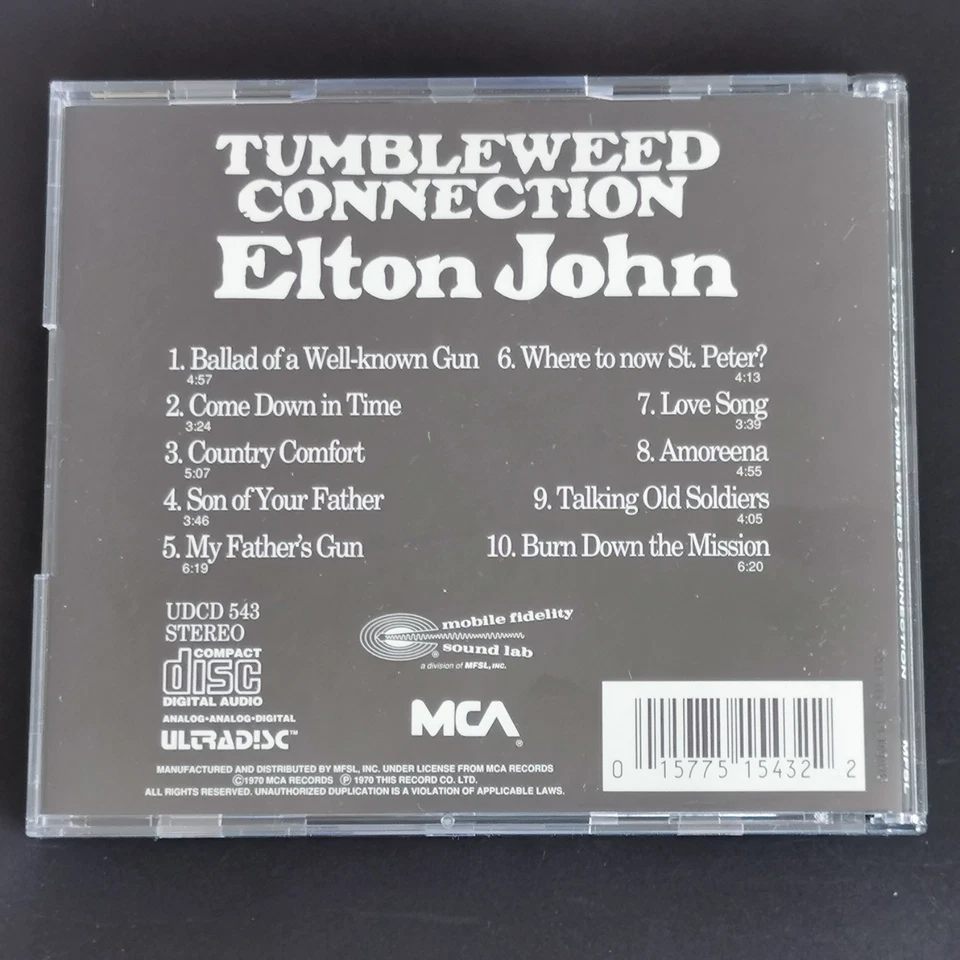 TUMBLEWEED
CONNECTION
Elton John
1. Ballad of a Well-known Gun
4:57
2. Come Down in Time
3:24
3. Country Comfort
5:07
4. Son of Your Father
3:46
5. My Father's Gun
6:19
6. Where to now St. Peter?
4:13
7. Love Song
3:39
8. Amoreena
4:55
9. Talking Old Soldiers
4:05
10. Burn Down the Mission
6:20
UDCD 543
STEREO
COMPACT
disc
DIGITAL AUDIO
ANALOG•ANALOG•DIGITAL
ULTRADISC™
mobile fidelity
sound lab
®
a division of MFSL, INC.
MCA
®
MANUFACTURED AND DISTRIBUTED BY MFSL, INC. UNDER LICENSE FROM MCA RECORDS
©1970 MCA RECORDS ℗ 1970 THIS RECORD CO. LTD.
ALL RIGHTS RESERVED. UNAUTHORIZED DUPLICATION IS A VIOLATION OF APPLICABLE LAWS.
0 15775 15432 2
UDCD 543 ELTON JOHN / TUMBLEWEED CONNECTION MFSL